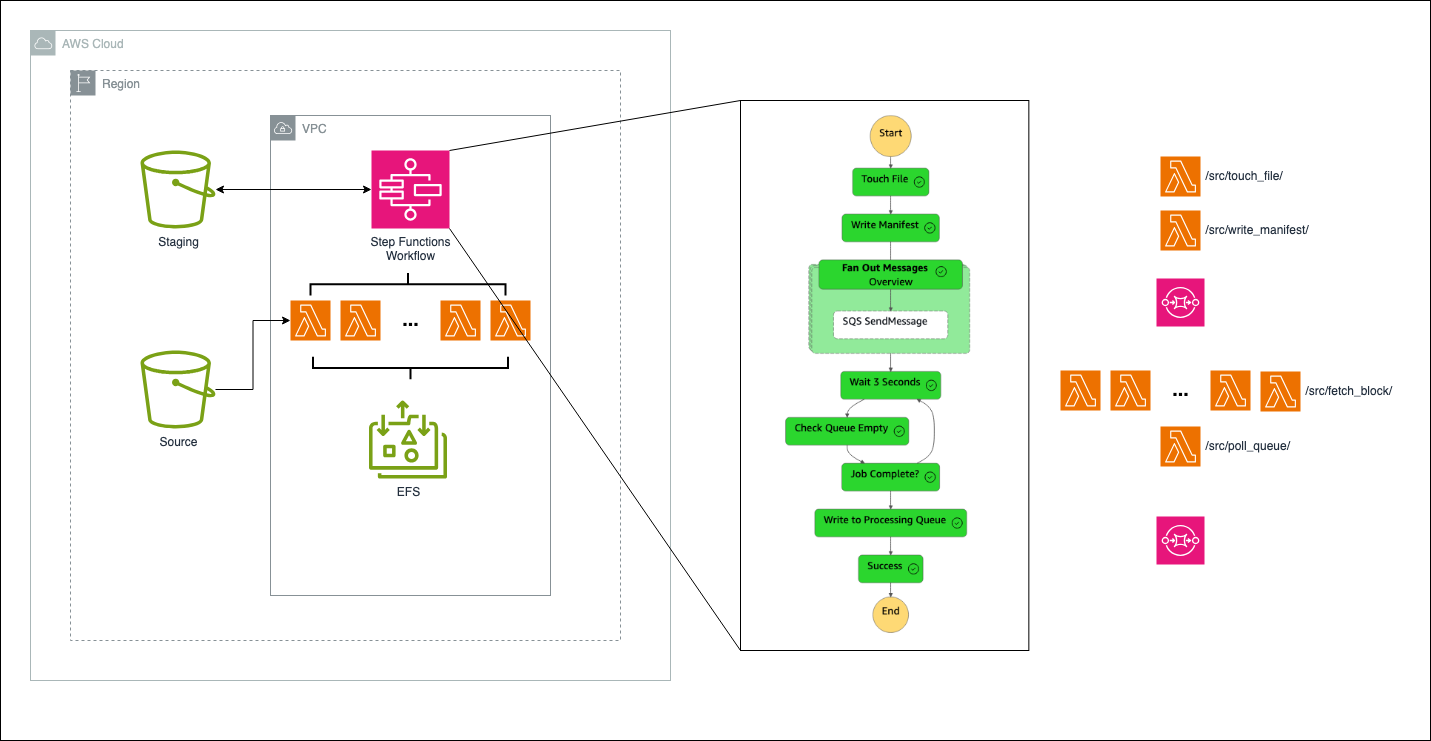 AWS Cloud
Region
VPC
Staging
Step Functions
Workflow
...
Source
EFS
Start
Touch File
Write Manifest
Fan Out Messages
Overview
SQS SendMessage
Wait 3 Seconds
Check Queue Empty
Job Complete?
Write to Processing Queue
Success
End
/src/touch_file/
/src/write_manifest/
...
/src/fetch_block/
/src/poll_queue/